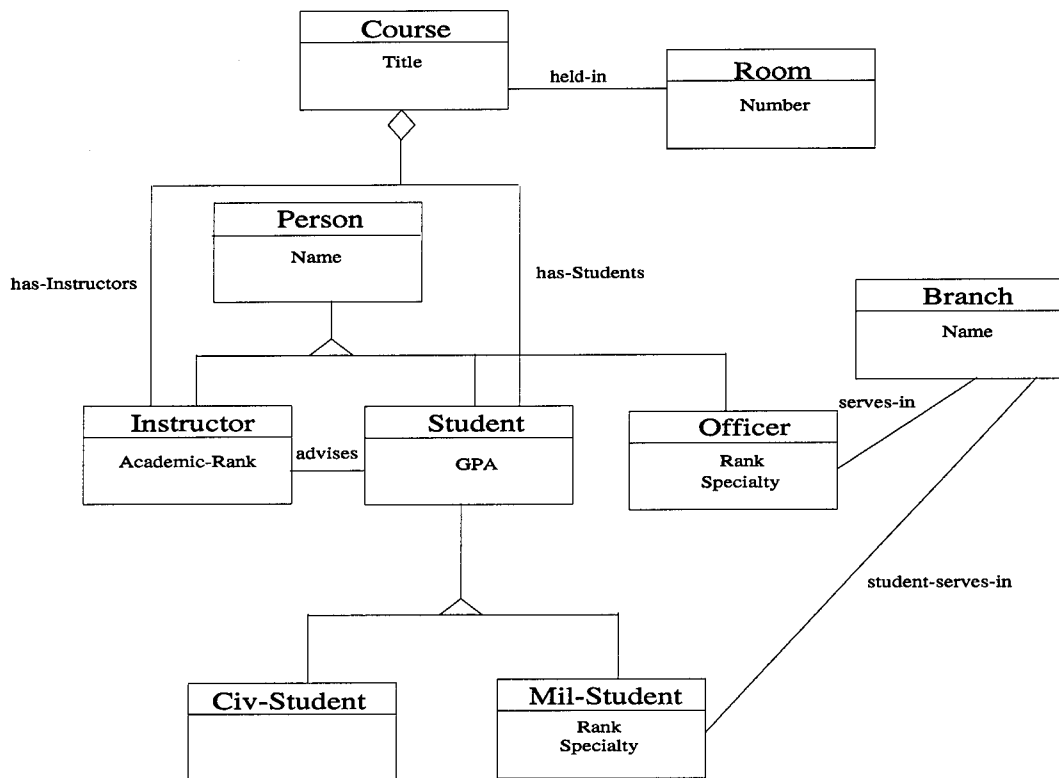 Course
Title
held-in
Room
Number
Person
Name
has-Instructors
has-Students
Branch
Name
Instructor
Academic-Rank
advises
Student
GPA
Officer
Rank
Specialty
serves-in
student-serves-in
Civ-Student
Mil-Student
Rank
Specialty